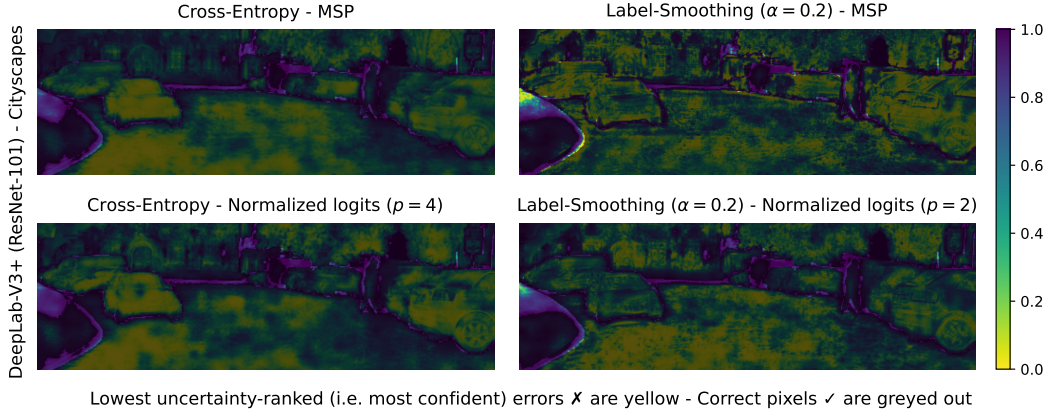 Cross-Entropy - MSP
Label-Smoothing (α = 0.2) - MSP
DeepLab-V3+ (ResNet-101) - Cityscapes
1.0
0.8
0.6
0.4
0.2
0.0
Cross-Entropy - Normalized logits (p = 4)
Label-Smoothing (α = 0.2) - Normalized logits (p = 2)
Lowest uncertainty-ranked (i.e. most confident) errors ✗ are yellow - Correct pixels ✓ are greyed out